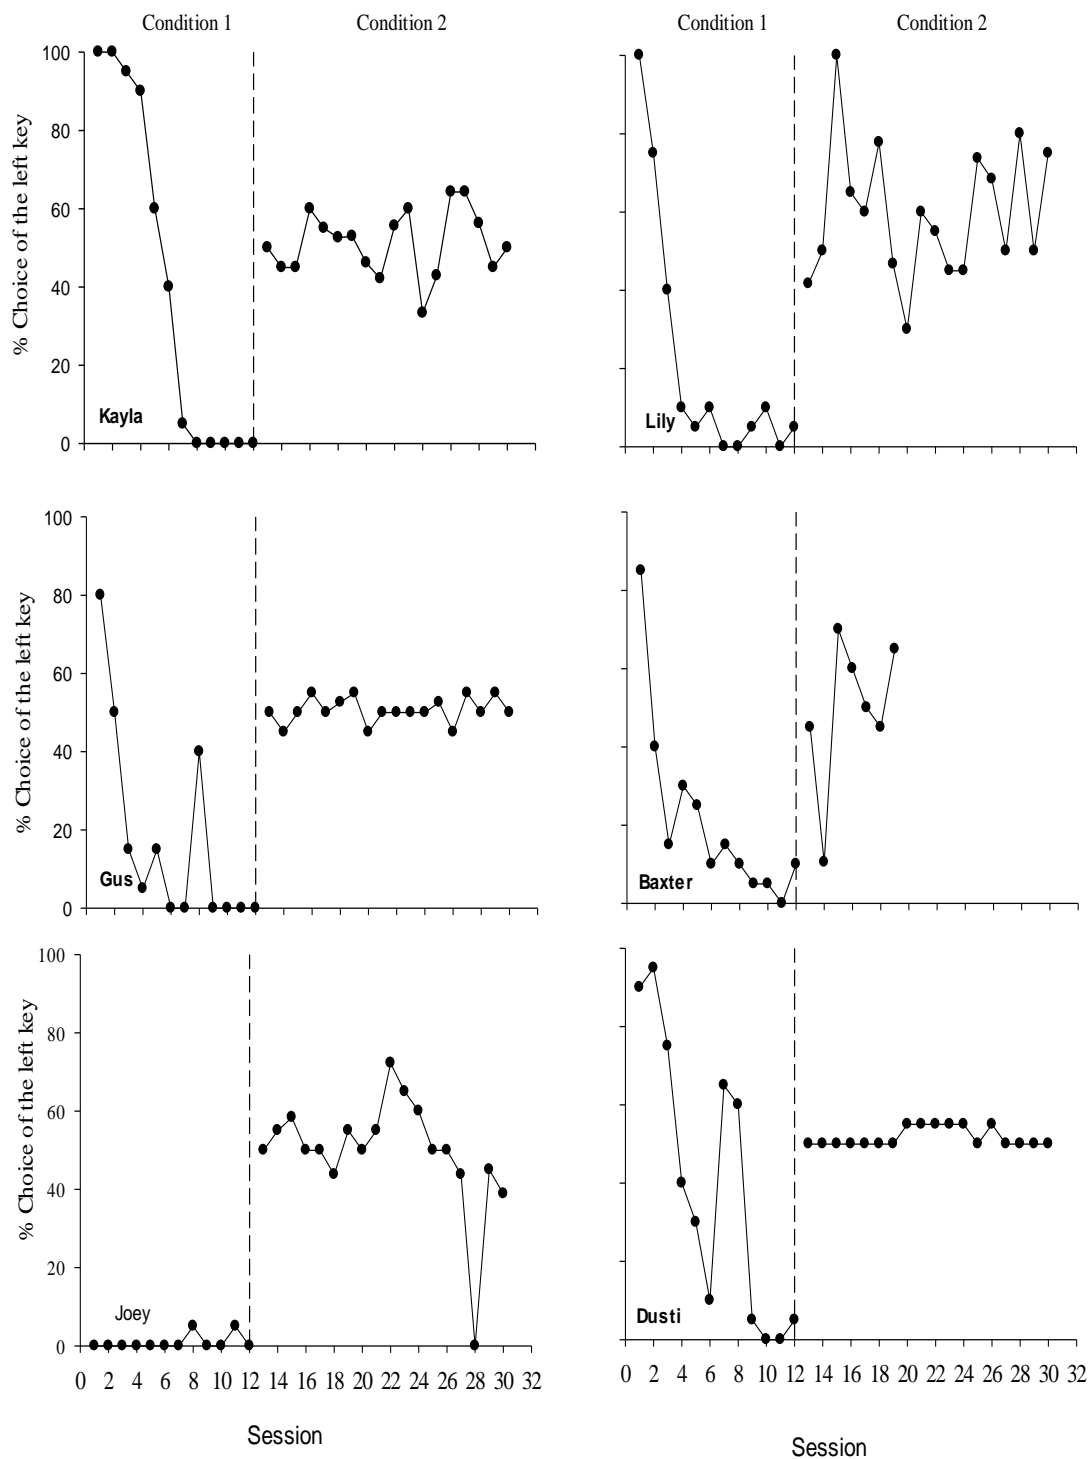 Condition 1 Condition 2 Condition 1 Condition 2
% Choice of the left key
100
80
60
40
20
0
Kayla
Lily
% Choice of the left key
100
80
60
40
20
0
Gus
Baxter
% Choice of the left key
100
80
60
40
20
0
Joey
Dusti
0 2 4 6 8 10 12 14 16 18 20 22 24 26 28 30 32
0 2 4 6 8 10 12 14 16 18 20 22 24 26 28 30 32
Session
Session